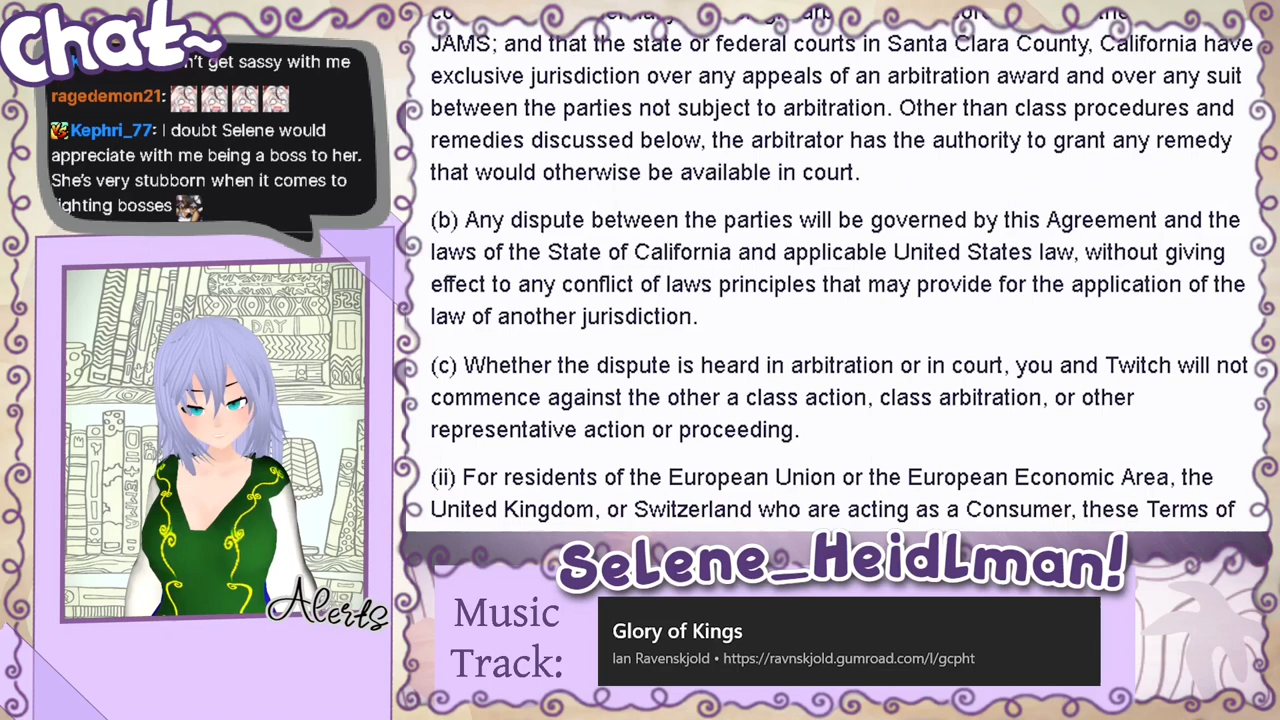 Chat~
n't get sassy with me
ragedemon21:
Kephri_77: I doubt Selene would
appreciate with me being a boss to her.
She's very stubborn when it comes to
fighting bosses
DAY
Alerts
JAMS; and that the state or federal courts in Santa Clara County, California have
exclusive jurisdiction over any appeals of an arbitration award and over any suit
between the parties not subject to arbitration. Other than class procedures and
remedies discussed below, the arbitrator has the authority to grant any remedy
that would otherwise be available in court.
(b) Any dispute between the parties will be governed by this Agreement and the
laws of the State of California and applicable United States law, without giving
effect to any conflict of laws principles that may provide for the application of the
law of another jurisdiction.
(c) Whether the dispute is heard in arbitration or in court, you and Twitch will not
commence against the other a class action, class arbitration, or other
representative action or proceeding.
(ii) For residents of the European Union or the European Economic Area, the
United Kingdom, or Switzerland who are acting as a Consumer, these Terms of
Selene_Heidlman!
Music
Track:
Glory of Kings
Ian Ravenskjold • https://ravnskjold.gumroad.com/l/gcpht